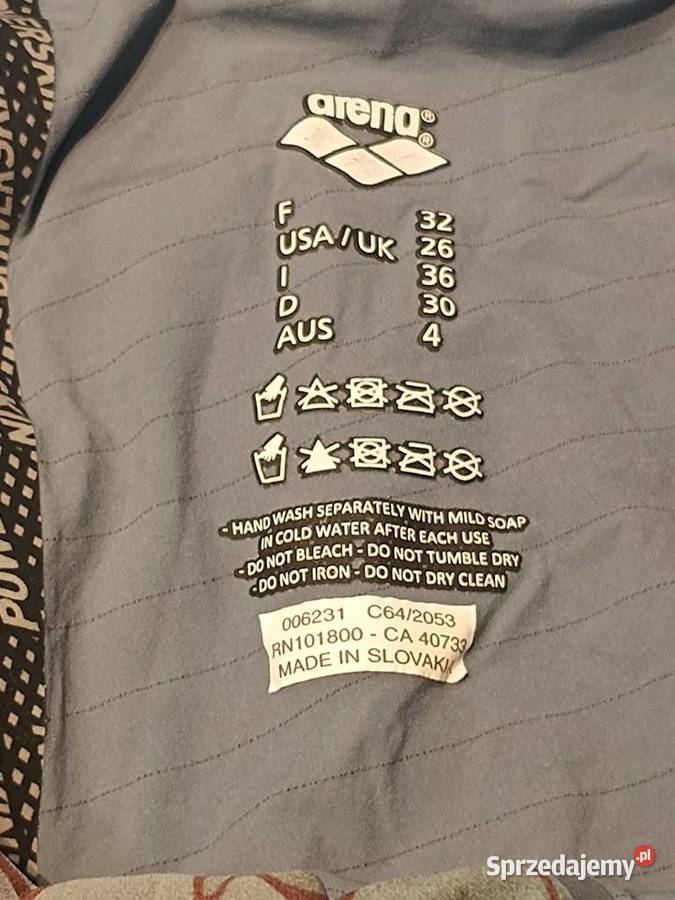 arena®
®
F 32
USA/UK 26
I 36
D 30
AUS 4
- HAND WASH SEPARATELY WITH MILD SOAP
IN COLD WATER AFTER EACH USE
- DO NOT BLEACH - DO NOT TUMBLE DRY
- DO NOT IRON - DO NOT DRY CLEAN
006231 C64/2053
RN101800 - CA 40733
MADE IN SLOVAKI
Sprzedajemy.pl